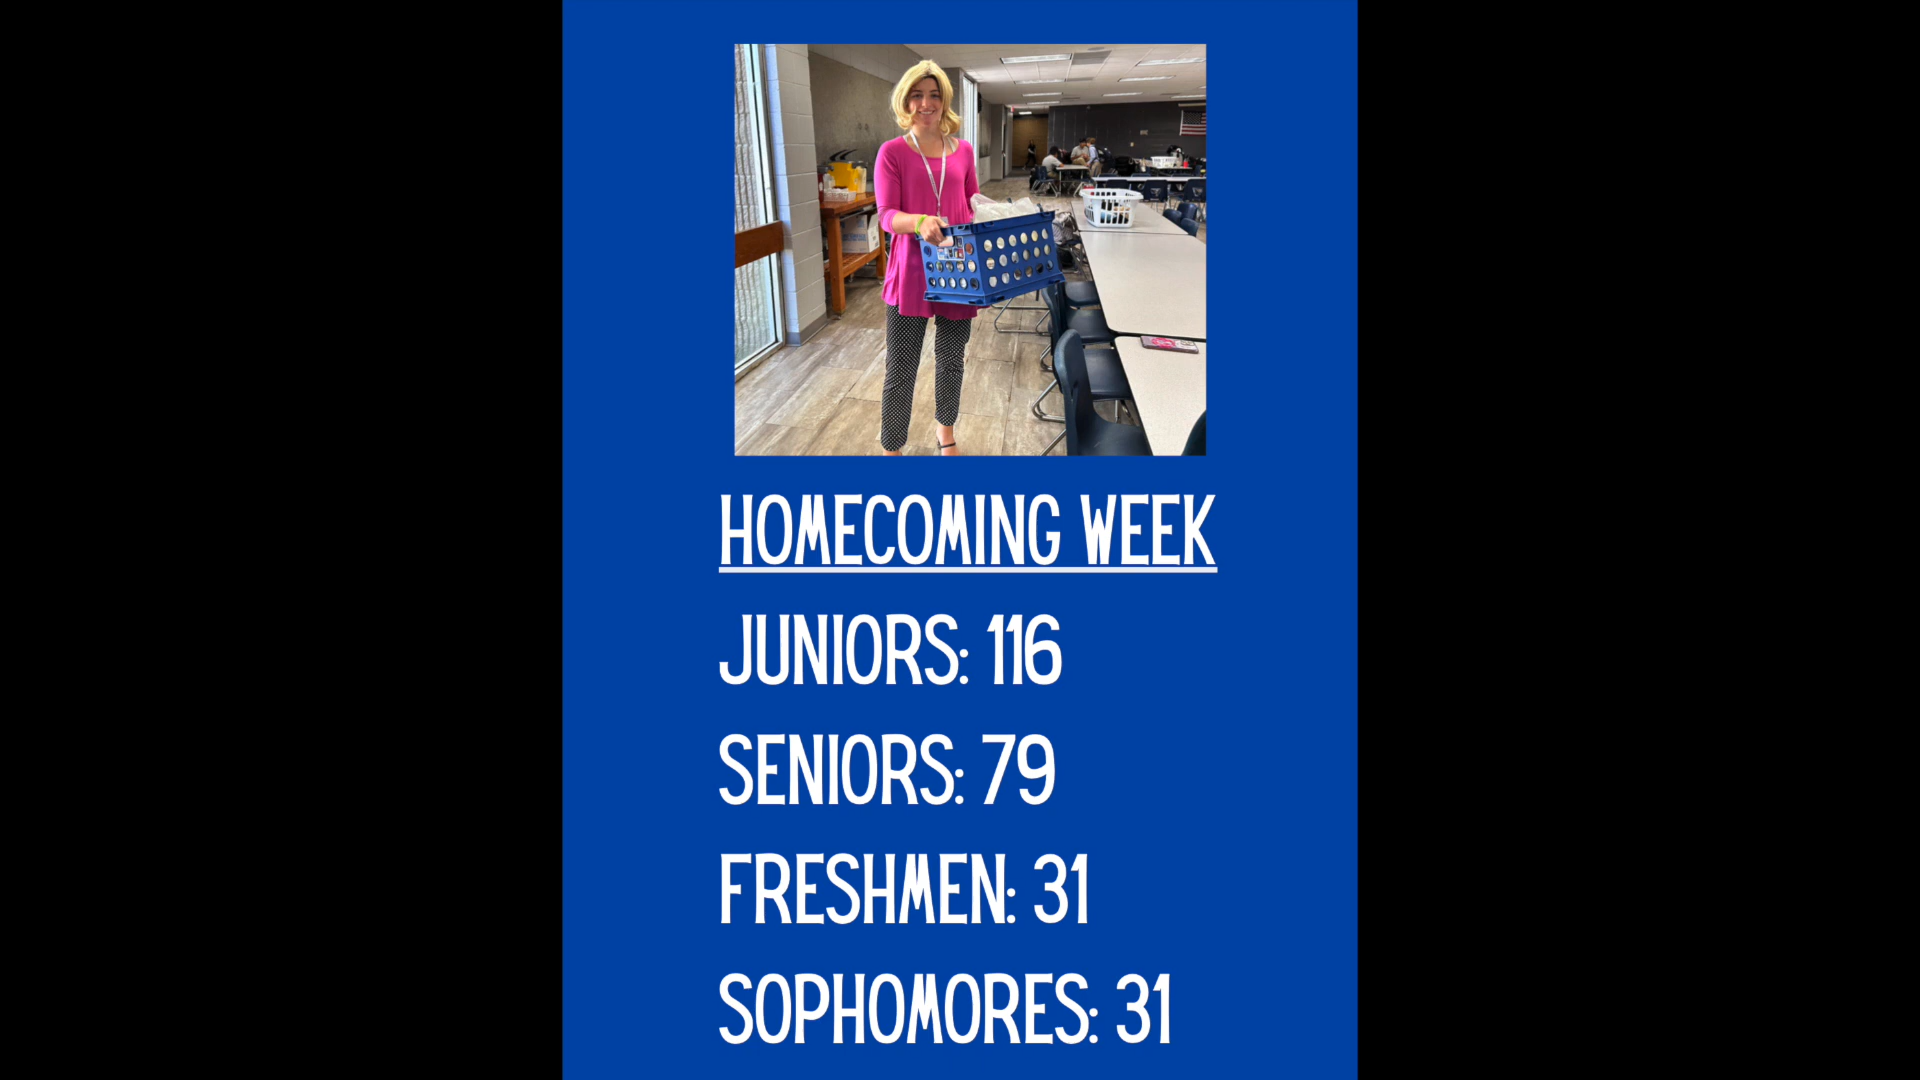 HOMECOMING WEEK
JUNIORS: 116
SENIORS: 79
FRESHMEN: 31
SOPHOMORES: 31